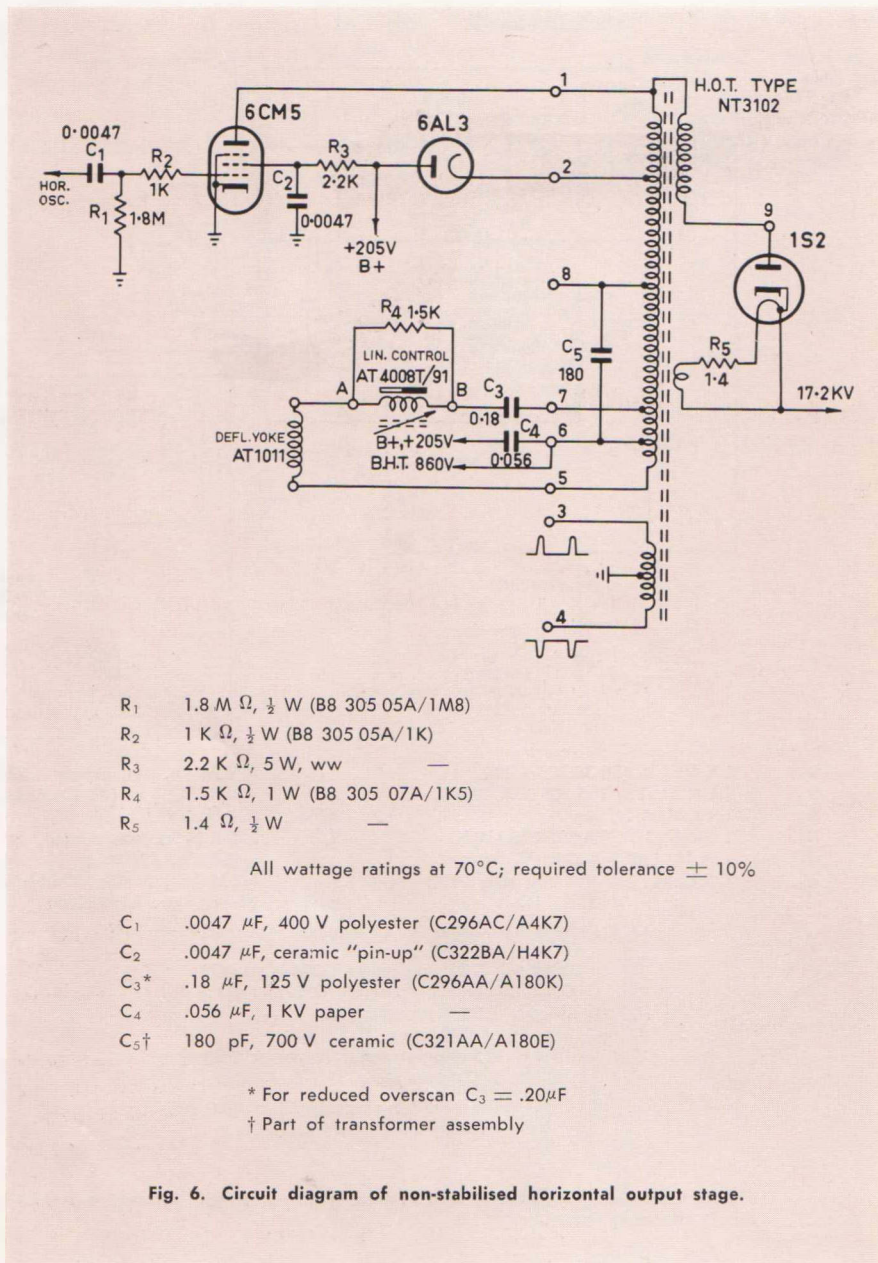 1
H.O.T. TYPE
NT3102
6CM5
6AL3
0·0047
C1
R2
1K
HOR.
OSC.
R1 1·8M
R3
2·2K
C2
0·0047
+205V
B+
2
9
1S2
8
R4 1·5K
LIN. CONTROL
AT 4008T/91
A
B
C3
0·18
C5
180
7
R5
1·4
17·2KV
DEFL.YOKE
AT1011
B+,+205V
C4
0·056
6
B.H.T. 860V
5
3
4
R1 1.8 M Ω, ½ W (B8 305 05A/1M8)
R2 1 K Ω, ½ W (B8 305 05A/1K)
R3 2.2 K Ω, 5 W, ww —
R4 1.5 K Ω, 1 W (B8 305 07A/1K5)
R5 1.4 Ω, ½ W —
All wattage ratings at 70°C; required tolerance ± 10%
C1 .0047 μF, 400 V polyester (C296AC/A4K7)
C2 .0047 μF, ceramic "pin-up" (C322BA/H4K7)
C3* .18 μF, 125 V polyester (C296AA/A180K)
C4 .056 μF, 1 KV paper —
C5† 180 pF, 700 V ceramic (C321AA/A180E)
* For reduced overscan C3 = .20μF
† Part of transformer assembly
Fig. 6. Circuit diagram of non-stabilised horizontal output stage.